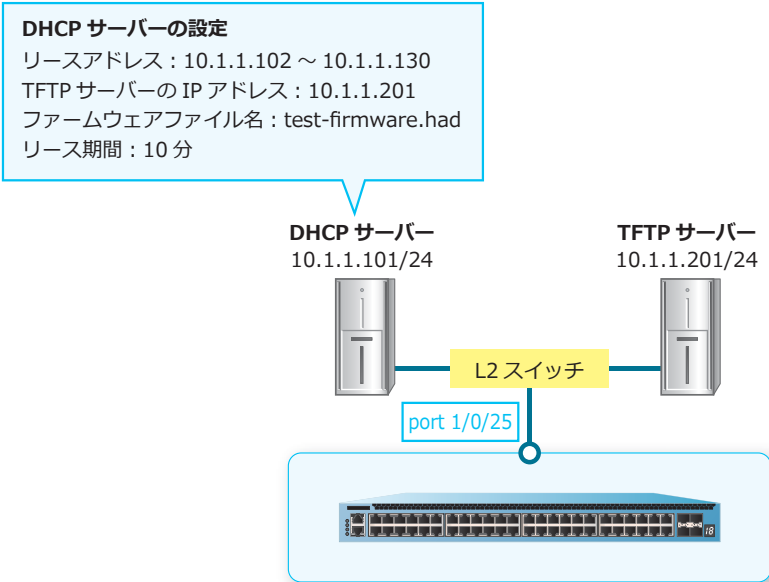 DHCP サーバーの設定
リースアドレス：10.1.1.102 ～ 10.1.1.130
TFTP サーバーの IP アドレス：10.1.1.201
ファームウェアファイル名：test-firmware.had
リース期間：10 分
DHCP サーバー
10.1.1.101/24
TFTP サーバー
10.1.1.201/24
L2 スイッチ
port 1/0/25
18